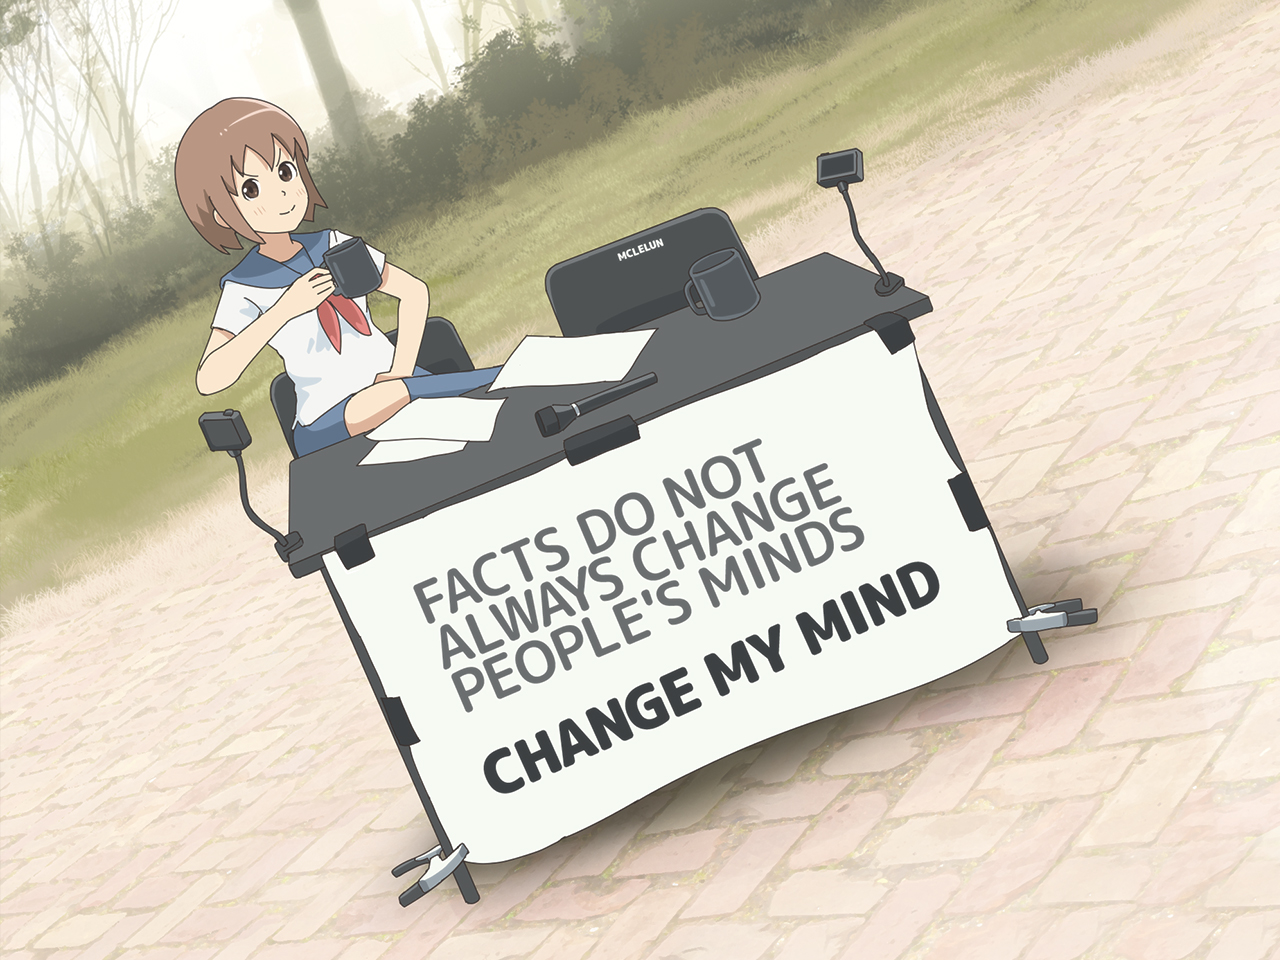 MCLELUN
FACTS DO NOT
ALWAYS CHANGE
PEOPLE'S MINDS
CHANGE MY MIND